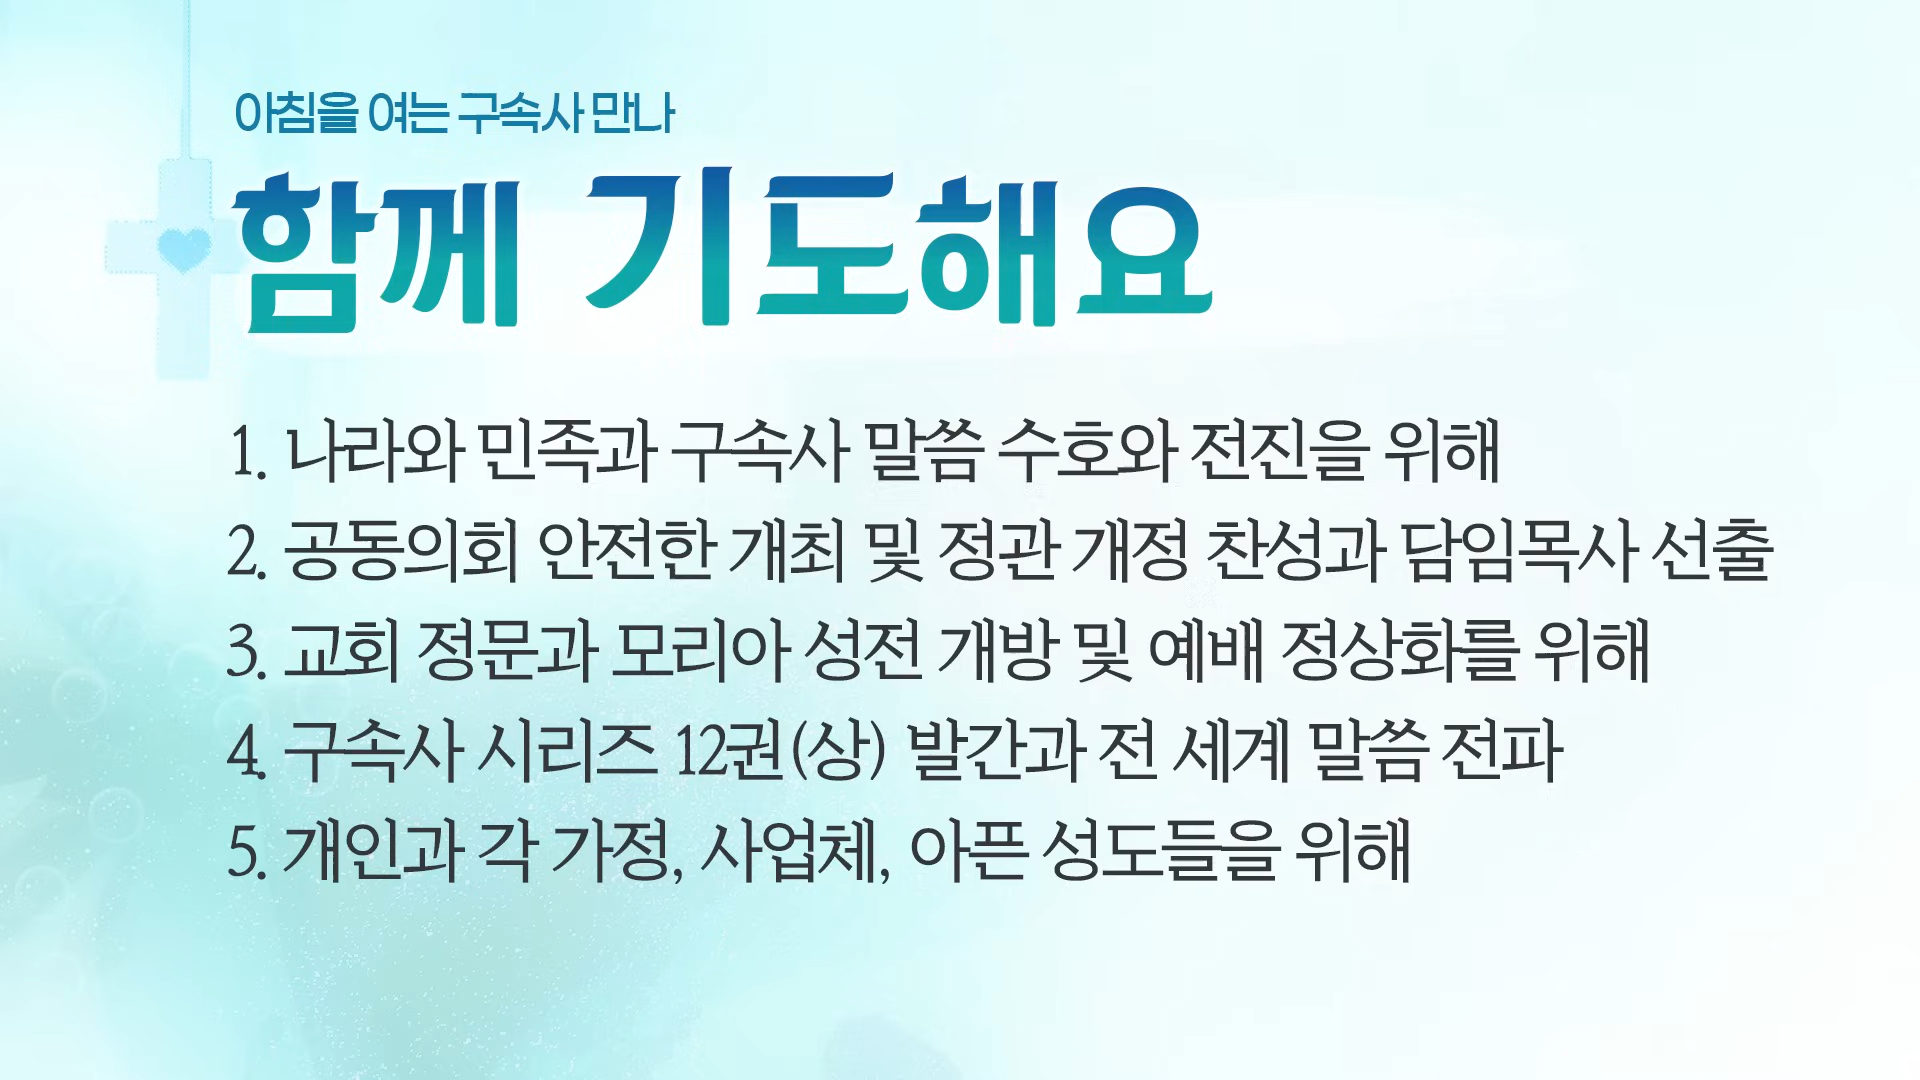 아침을 여는 구속사 만나
함께 기도해요
1. 나라와 민족과 구속사 말씀 수호와 전진을 위해
2. 공동의회 안전한 개최 및 정관 개정 찬성과 담임목사 선출
3. 교회 정문과 모리아 성전 개방 및 예배 정상화를 위해
4. 구속사 시리즈 12권(상) 발간과 전 세계 말씀 전파
5. 개인과 각 가정, 사업체, 아픈 성도들을 위해